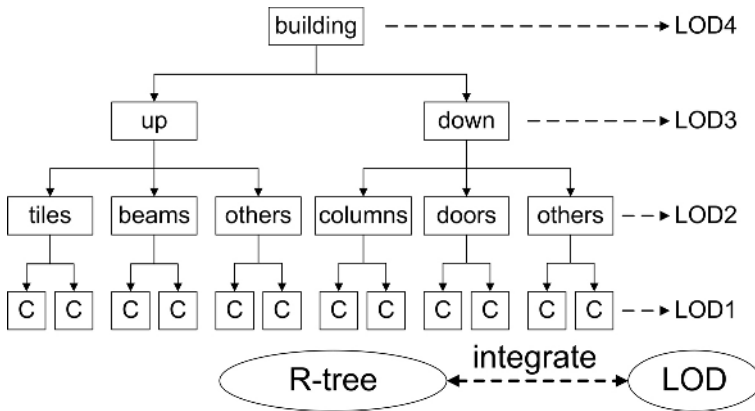 building LOD4
up down LOD3
tiles beams others columns doors others LOD2
C C C C C C C C C C C C LOD1
integrate
R-tree LOD